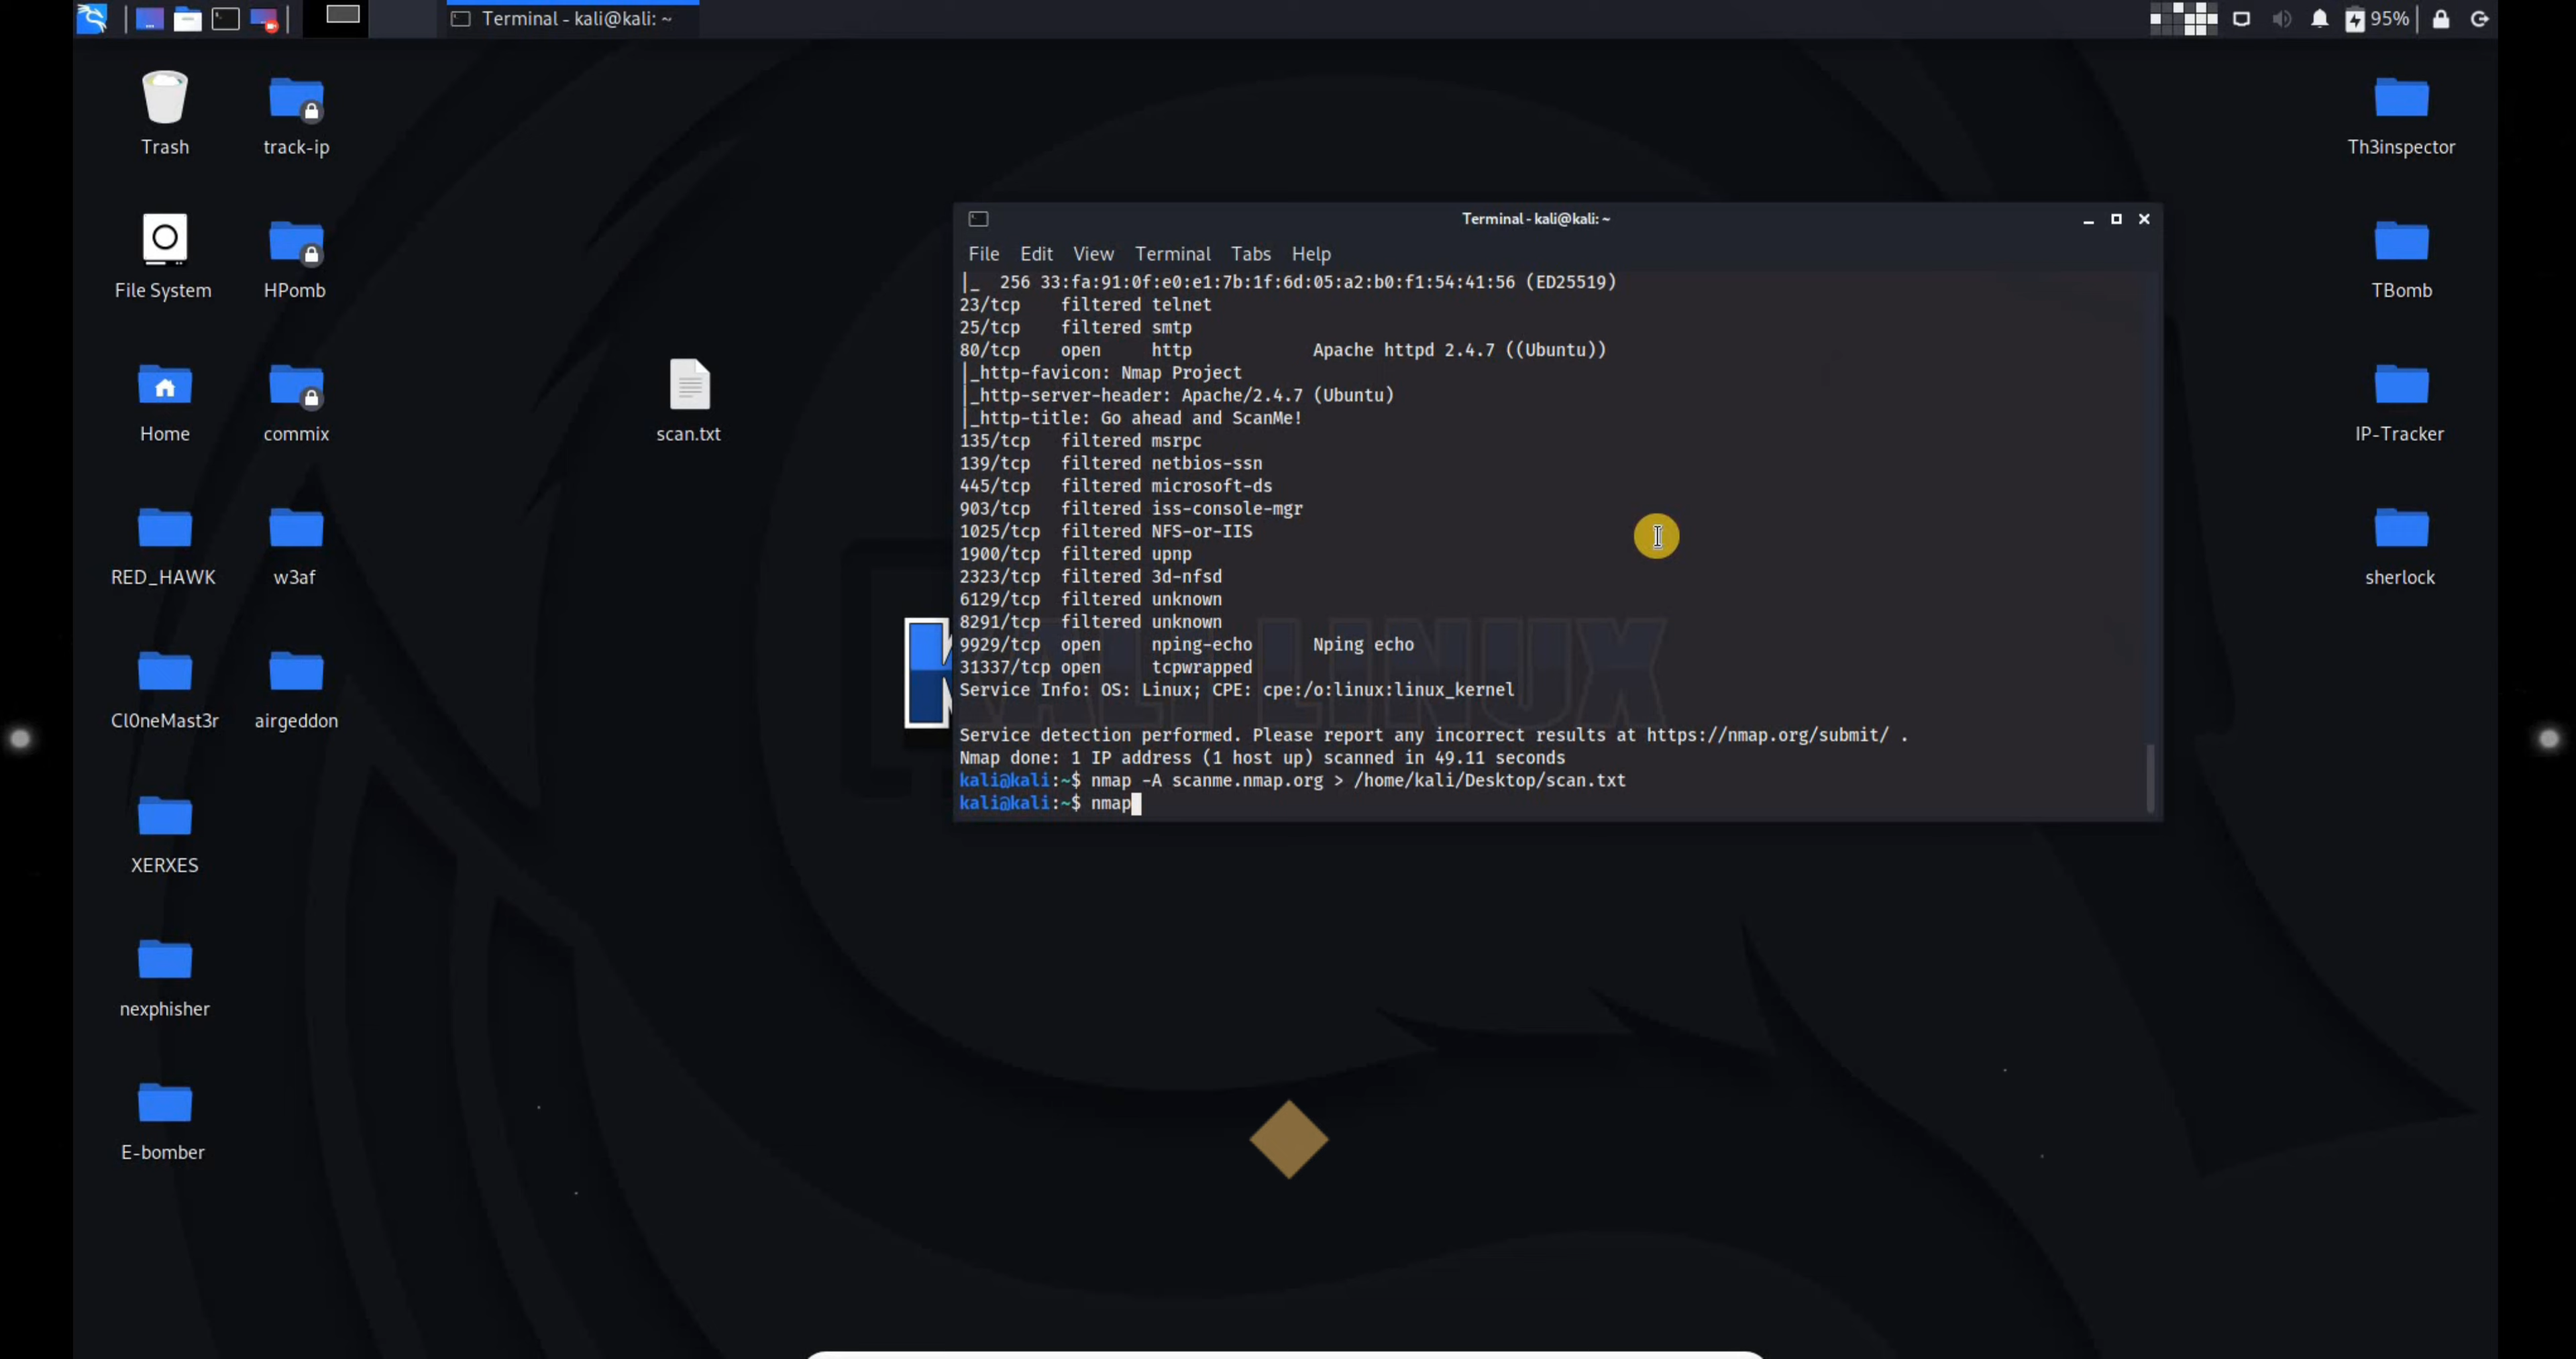 Terminal - kali@kali: ~
95%
Trash
track-ip
File System
HPomb
Home
commix
RED_HAWK
w3af
Cl0neMast3r
airgeddon
XERXES
nexphisher
E-bomber
scan.txt
Terminal - kali@kali: ~
File Edit View Terminal Tabs Help
|_  256 33:fa:91:0f:e0:e1:7b:1f:6d:05:a2:b0:f1:54:41:56 (ED25519)
23/tcp    filtered telnet
25/tcp    filtered smtp
80/tcp    open     http            Apache httpd 2.4.7 ((Ubuntu))
|_http-favicon: Nmap Project
|_http-server-header: Apache/2.4.7 (Ubuntu)
|_http-title: Go ahead and ScanMe!
135/tcp   filtered msrpc
139/tcp   filtered netbios-ssn
445/tcp   filtered microsoft-ds
903/tcp   filtered iss-console-mgr
1025/tcp  filtered NFS-or-IIS
1900/tcp  filtered upnp
2323/tcp  filtered 3d-nfsd
6129/tcp  filtered unknown
8291/tcp  filtered unknown
9929/tcp  open     nping-echo      Nping echo
31337/tcp open     tcpwrapped
Service Info: OS: Linux; CPE: cpe:/o:linux:linux_kernel
Service detection performed. Please report any incorrect results at https://nmap.org/submit/ .
Nmap done: 1 IP address (1 host up) scanned in 49.11 seconds
kali@kali:~$ nmap -A scanme.nmap.org > /home/kali/Desktop/scan.txt
kali@kali:~$ nmap
KALI LINUX
Th3inspector
TBomb
IP-Tracker
sherlock